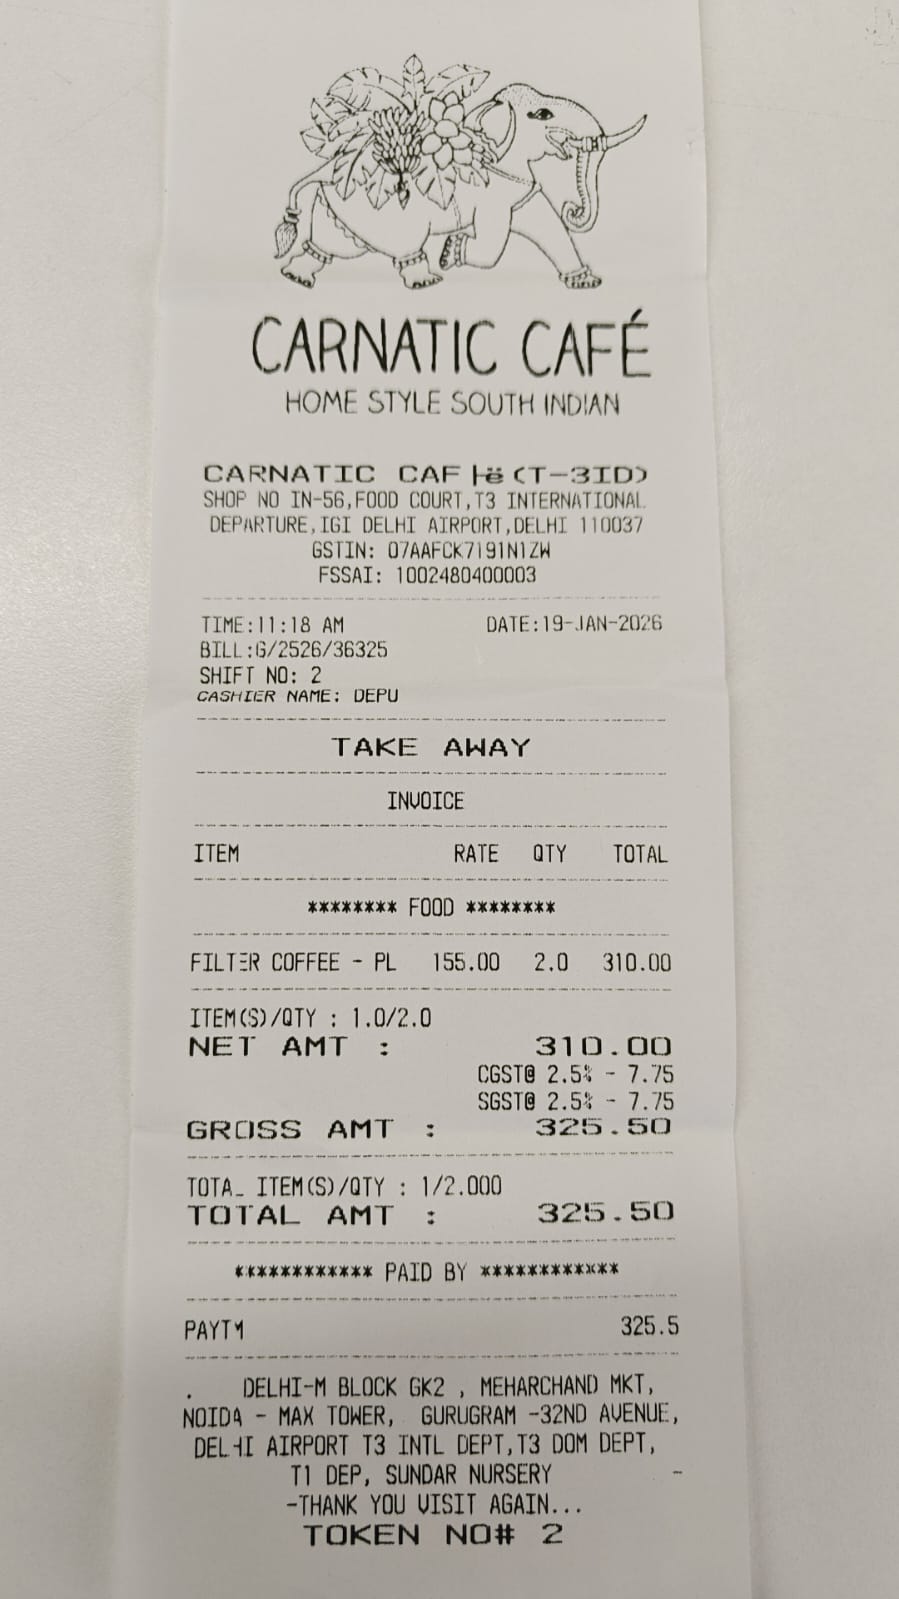 CARNATIC CAFÉ
HOME STYLE SOUTH INDIAN
CARNATIC CAF├ë(T-3ID)
SHOP NO IN-56,FOOD COURT,T3 INTERNATIONAL
DEPARTURE,IGI DELHI AIRPORT,DELHI 110037
GSTIN: 07AAFCK7191N1ZW
FSSAI: 1002480400003
TIME:11:18 AM DATE:19-JAN-2026
BILL:G/2526/36325
SHIFT NO: 2
CASHIER NAME: DEPU
TAKE AWAY
INVOICE
ITEM RATE QTY TOTAL
******** FOOD ********
FILTER COFFEE - PL 155.00 2.0 310.00
ITEM(S)/QTY : 1.0/2.0
NET AMT : 310.00
CGST@ 2.5% - 7.75
SGST@ 2.5% - 7.75
GROSS AMT : 325.50
TOTAL ITEM(S)/QTY : 1/2.000
TOTAL AMT : 325.50
************ PAID BY ************
PAYTM 325.5
. DELHI-M BLOCK GK2 , MEHARCHAND MKT,
NOIDA - MAX TOWER, GURUGRAM -32ND AVENUE,
DELHI AIRPORT T3 INTL DEPT,T3 DOM DEPT,
T1 DEP, SUNDAR NURSERY -
-THANK YOU VISIT AGAIN...
TOKEN NO# 2